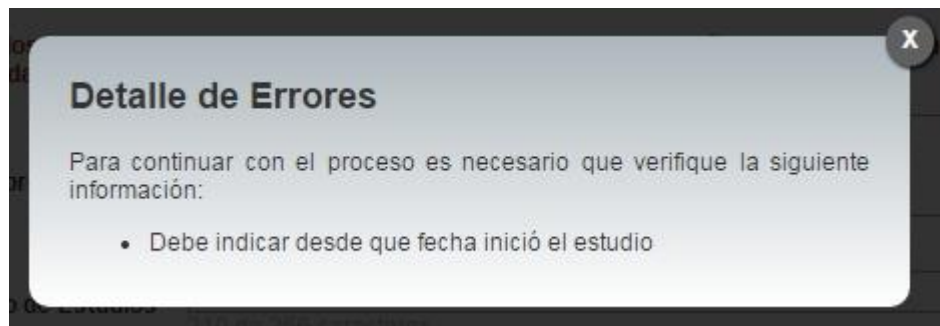 X
Detalle de Errores
Para continuar con el proceso es necesario que verifique la siguiente
información:
• Debe indicar desde que fecha inició el estudio